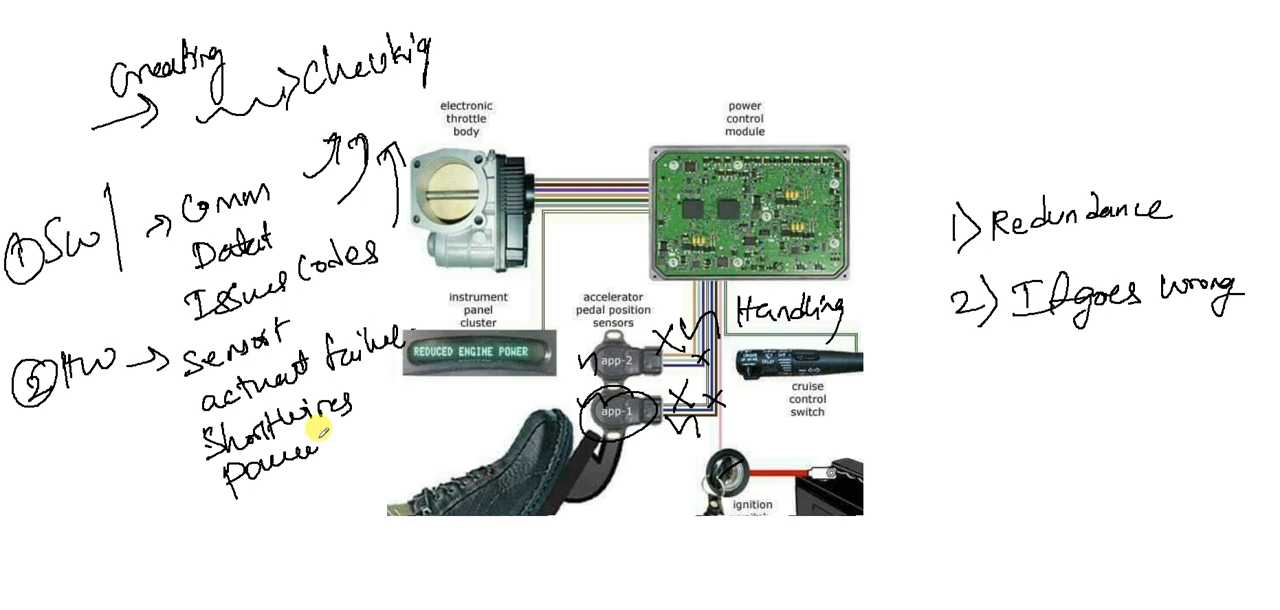 Creating
Checking
electronic
throttle
body
power
control
module
① SW
Comm
Issues Codes
1) Redundance
2) If goes wrong
instrument
panel
cluster
accelerator
pedal position
sensors
Handling
REDUCED ENGINE POWER
app-2
app-1
cruise
control
switch
② HW
Sensor
failure
Short wires
Power
ignition